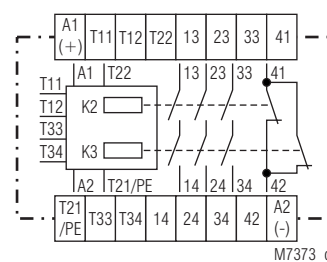 A1 (+) T11 T12 T22 13 23 33 41
A1 T22 13 23 33 41
T11
T12
T33
T34
K2
K3
A2 T21/PE 14 24 34 42
T21 /PE T33 T34 14 24 34 42 A2 (-)
M7373